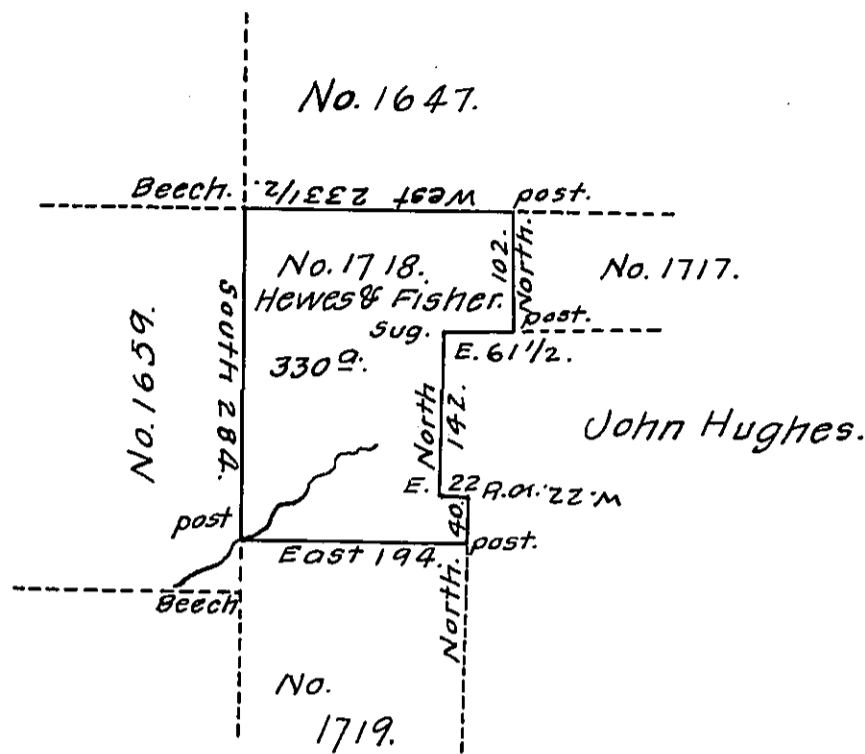 No. 1647.
Beech.
West 233 1/2.
post.
No. 1718.
Hewes & Fisher.
330 a.
102.
North.
No. 1717.
post.
Sug.
E. 61 1/2.
No. 1659.
South 284.
North
142.
John Hughes.
E. 22
post
40.
East 194.
post.
Beech
North.
No.
1719.